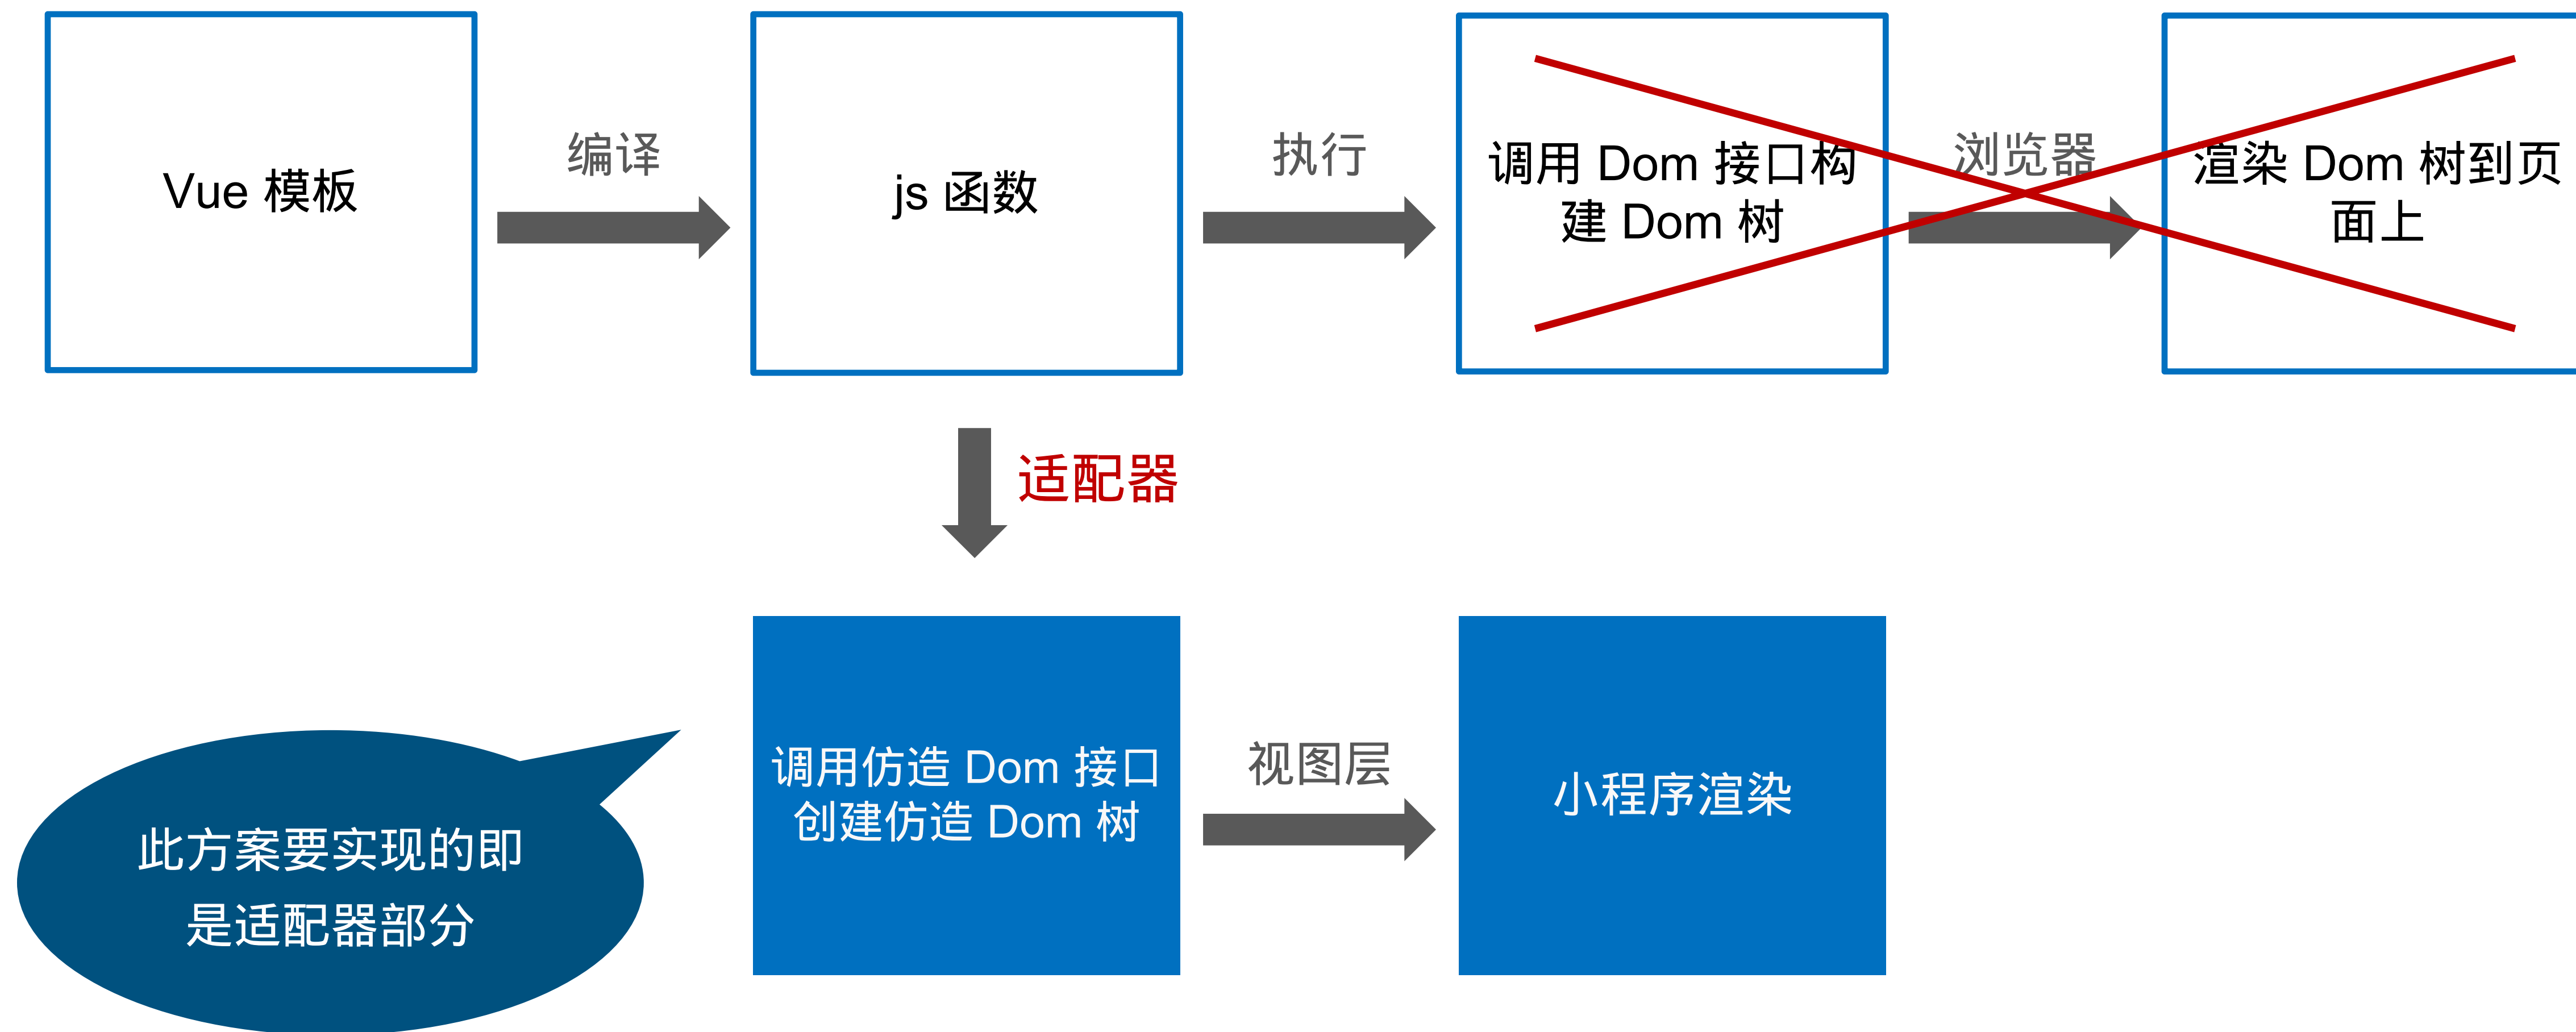 Vue 模板
编译
js 函数
执行
调用 Dom 接口构
建 Dom 树
浏览器
渲染 Dom 树到页
面上
适配器
调用仿造 Dom 接口
创建仿造 Dom 树
视图层
小程序渲染
此方案要实现的即
是适配器部分